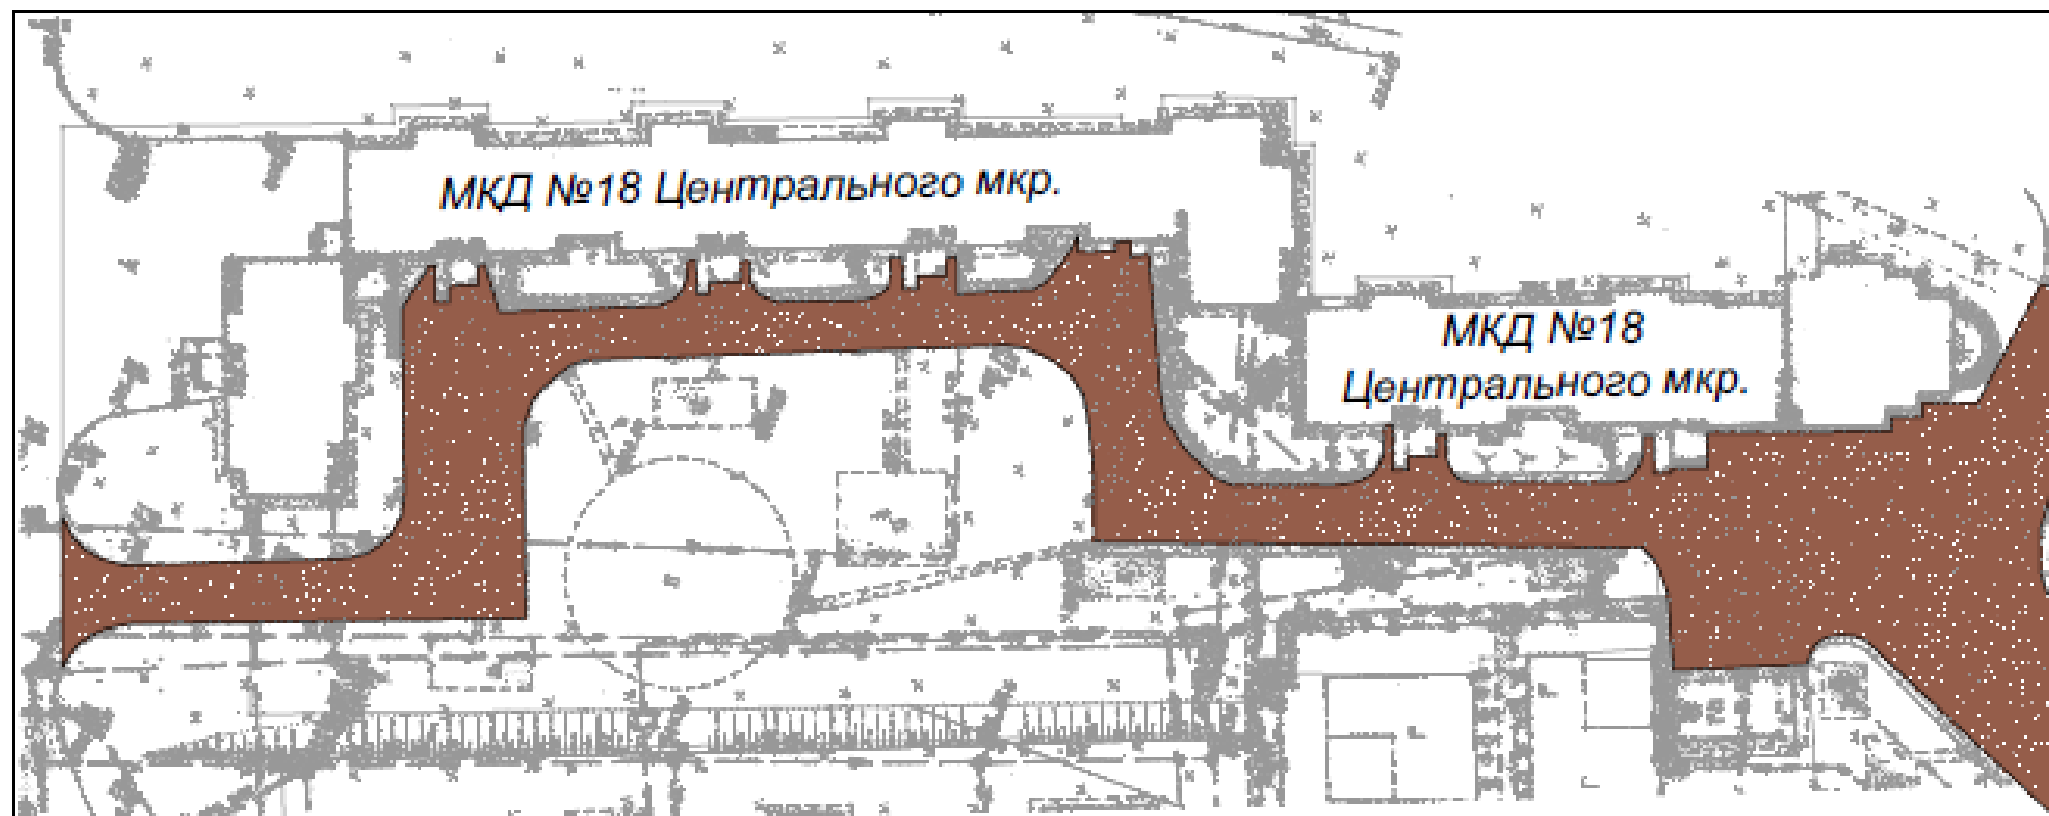 МКД №18 Центрального мкр.
МКД №18
Центрального мкр.